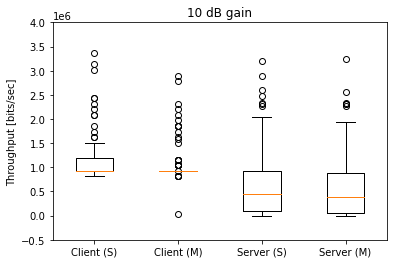 10 dB gain
1e6
Throughput [bits/sec]
4.0
3.5
3.0
2.5
2.0
1.5
1.0
0.5
0.0
-0.5
Client (S) Client (M) Server (S) Server (M)